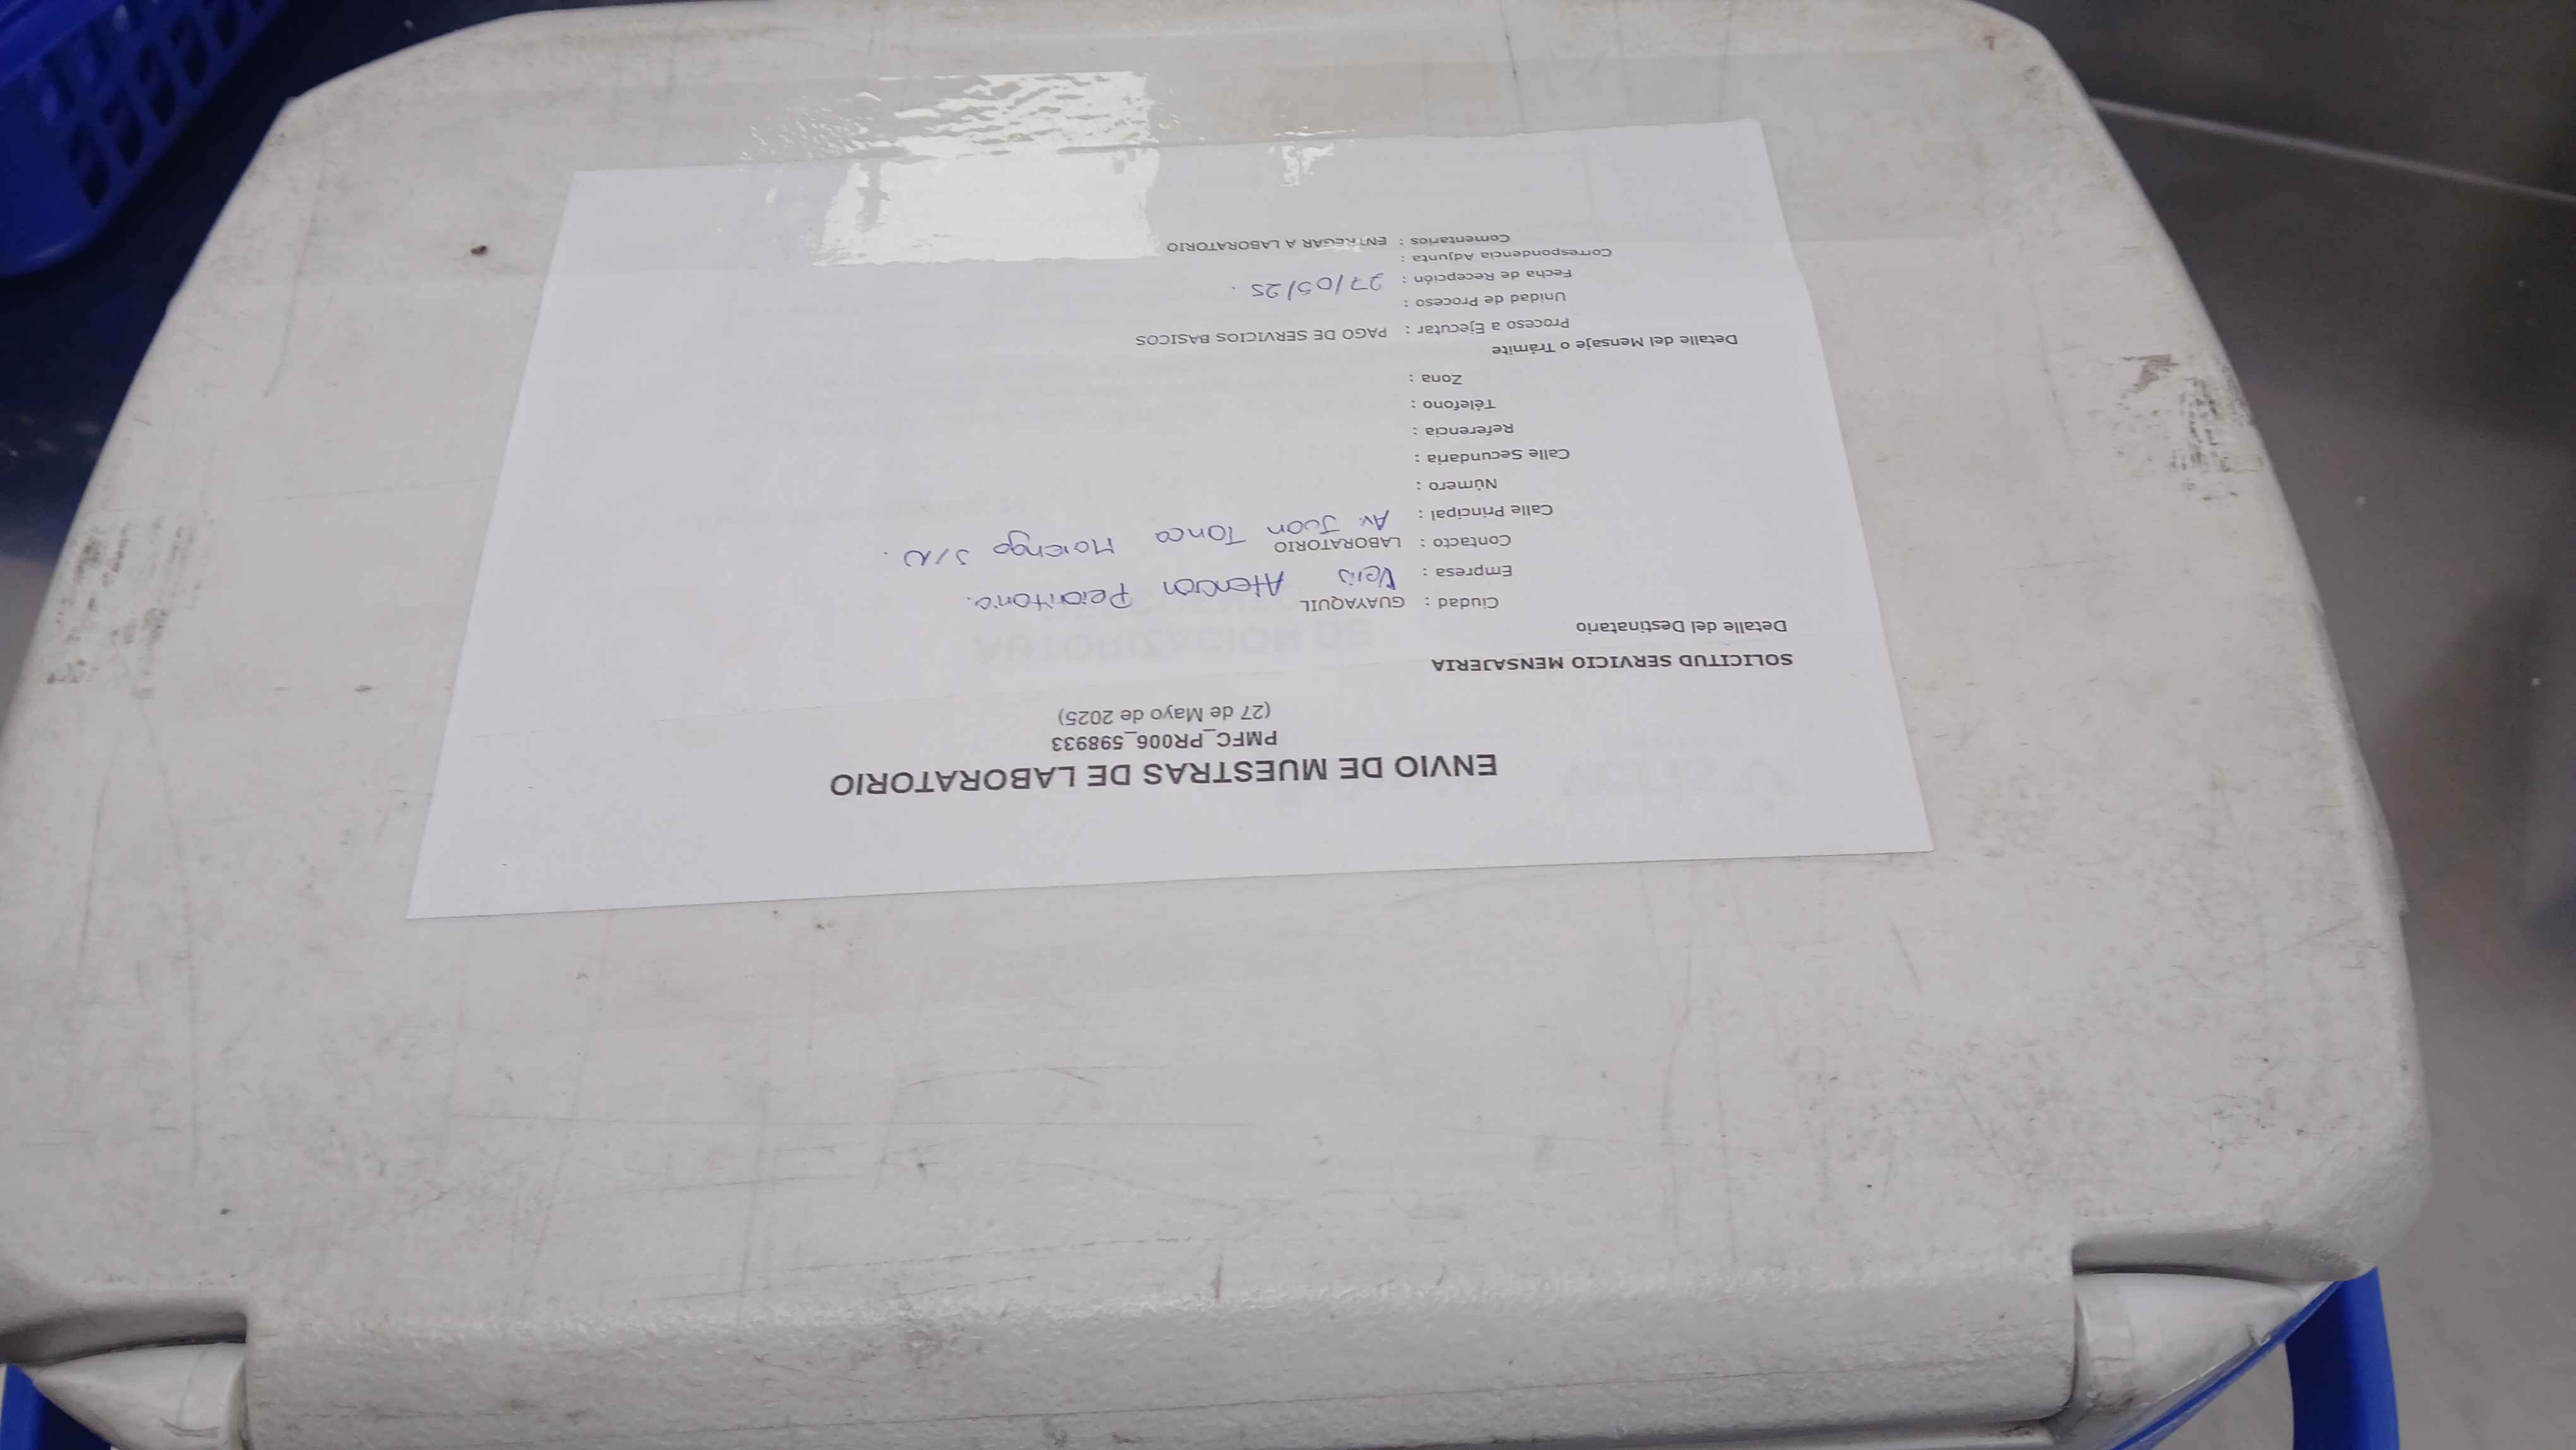 ENVIO DE MUESTRAS DE LABORATORIO
PMFC_PR006_598933
(27 de Mayo de 2025)
SOLICITUD SERVICIO MENSAJERIA
Detalle del Destinatario
Ciudad : GUAYAQUIL
Empresa : Veris Atencion Prioritaria.
Contacto : LABORATORIO
Calle Principal : Av. Juan Tanca Marengo S/N.
Número :
Calle Secundaria :
Referencia :
Télefono :
Zona :
Detalle del Mensaje o Trámite
Proceso a Ejecutar : PAGO DE SERVICIOS BASICOS
Unidad de Proceso :
Fecha de Recepción : 27/05/25.
Correspondencia Adjunta :
Comentarios : ENTREGAR A LABORATORIO